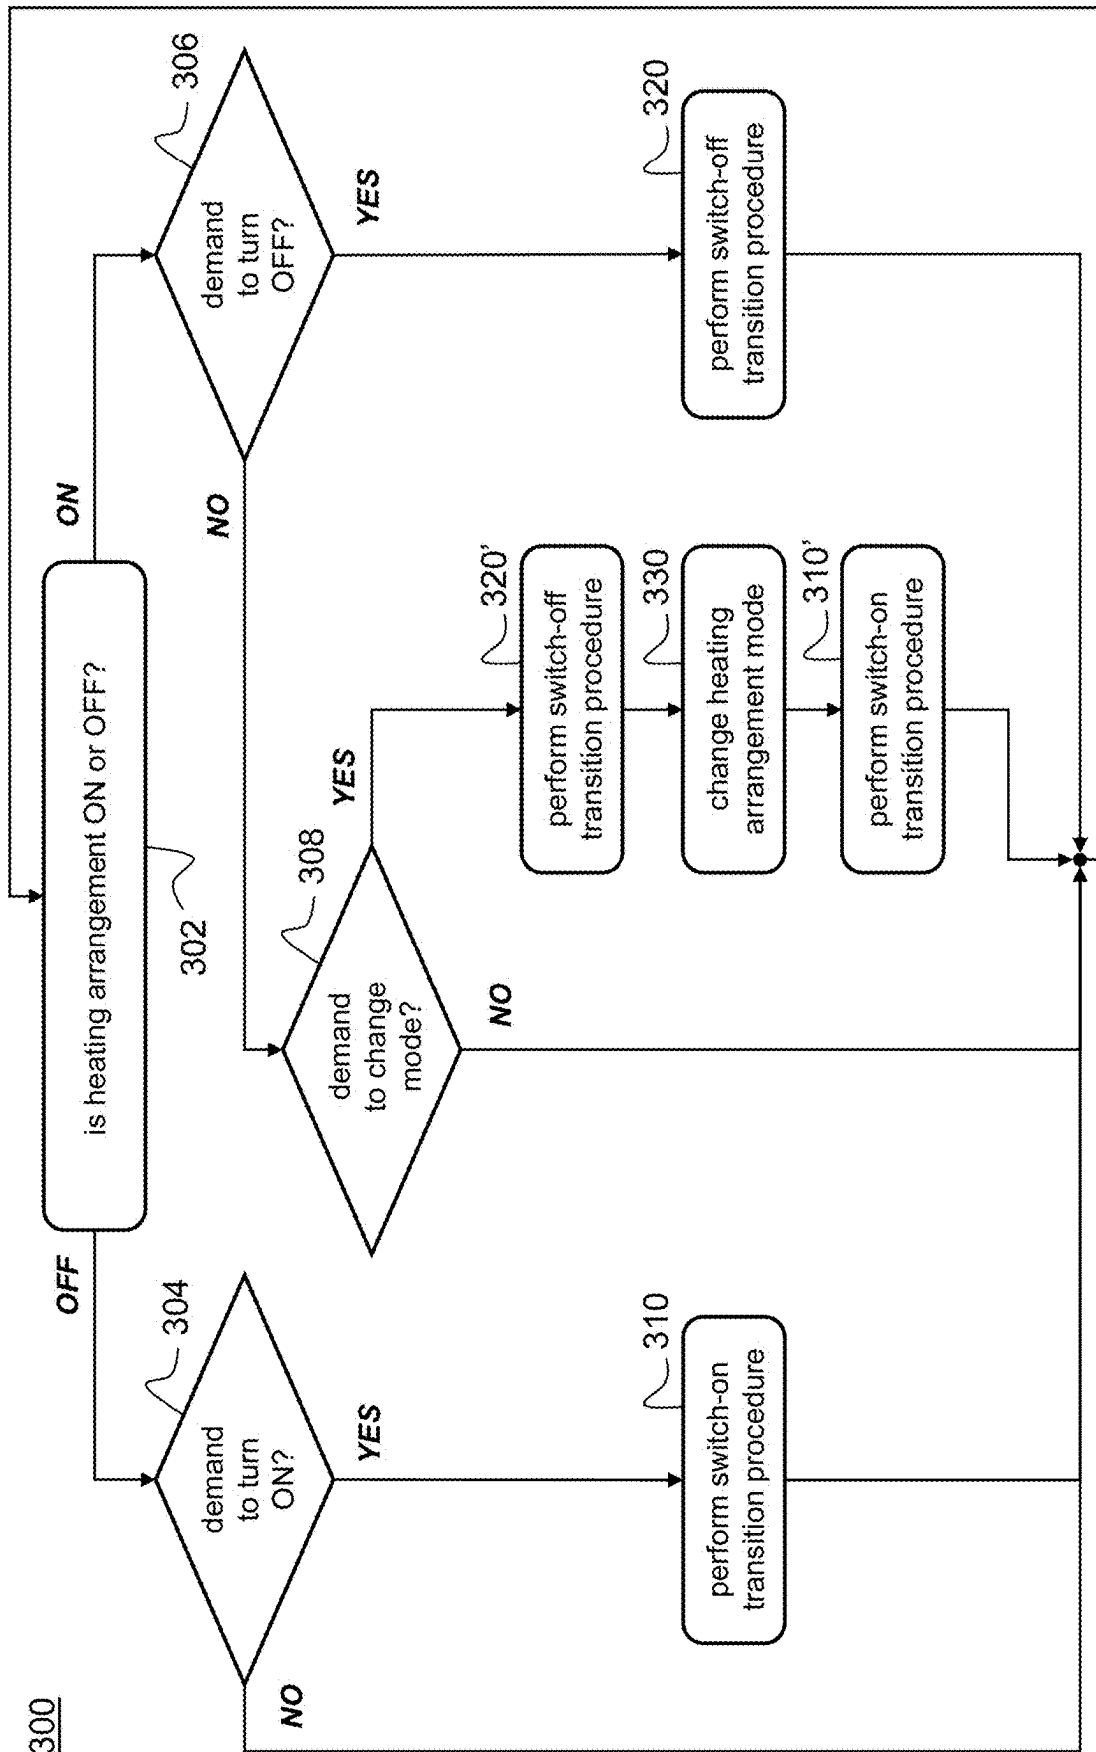 300
is heating arrangement ON or OFF?
302
OFF
ON
demand
to turn
ON?
304
demand
to turn
OFF?
306
NO
YES
NO
YES
demand
to change
mode?
308
YES
NO
perform switch-off
transition procedure
320'
change heating
arrangement mode
330
perform switch-on
transition procedure
310'
perform switch-on
transition procedure
310
perform switch-off
transition procedure
320